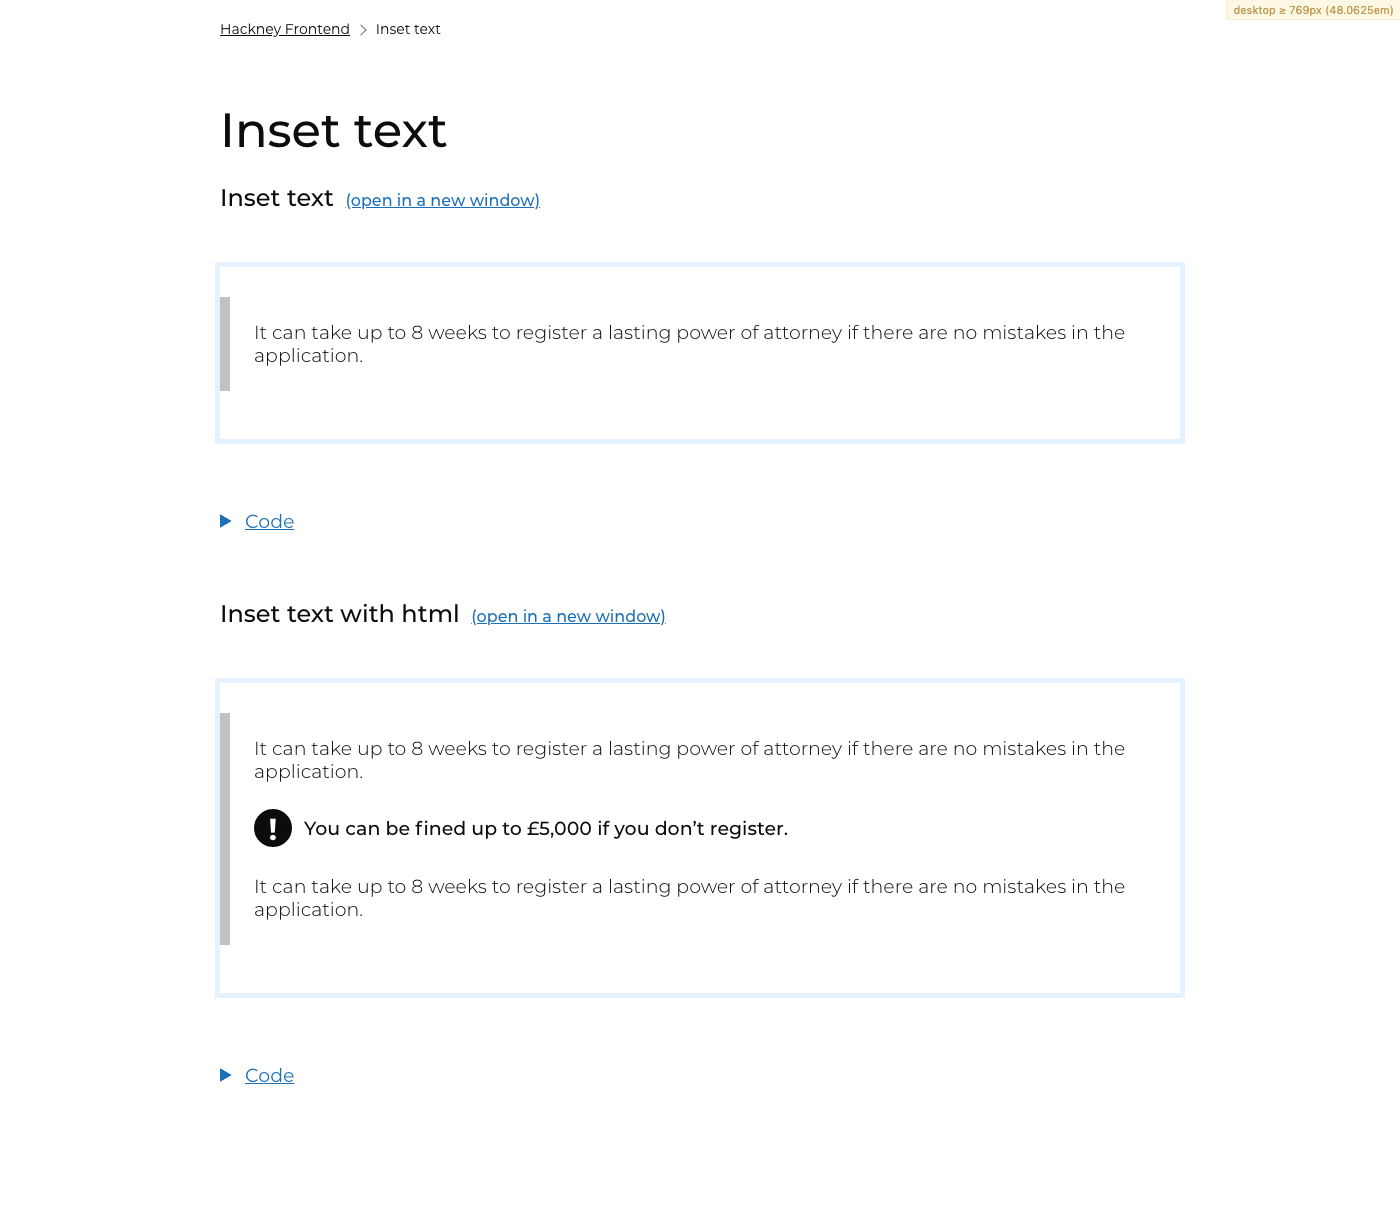 desktop ≥ 769px (48.0625em)
Hackney Frontend > Inset text
Inset text
Inset text (open in a new window)
It can take up to 8 weeks to register a lasting power of attorney if there are no mistakes in the
application.
Code
Inset text with html (open in a new window)
It can take up to 8 weeks to register a lasting power of attorney if there are no mistakes in the
application.
! You can be fined up to £5,000 if you don’t register.
It can take up to 8 weeks to register a lasting power of attorney if there are no mistakes in the
application.
Code